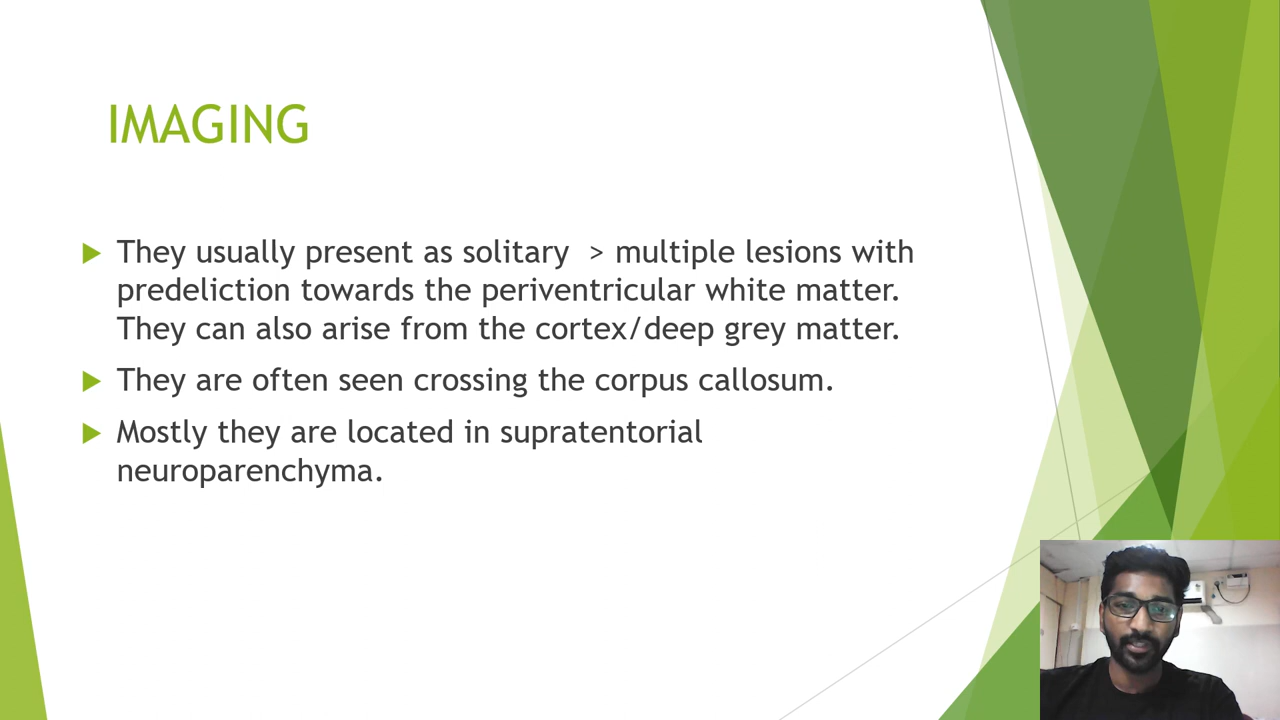 IMAGING
They usually present as solitary > multiple lesions with
predeliction towards the periventricular white matter.
They can also arise from the cortex/deep grey matter.
They are often seen crossing the corpus callosum.
Mostly they are located in supratentorial
neuroparenchyma.